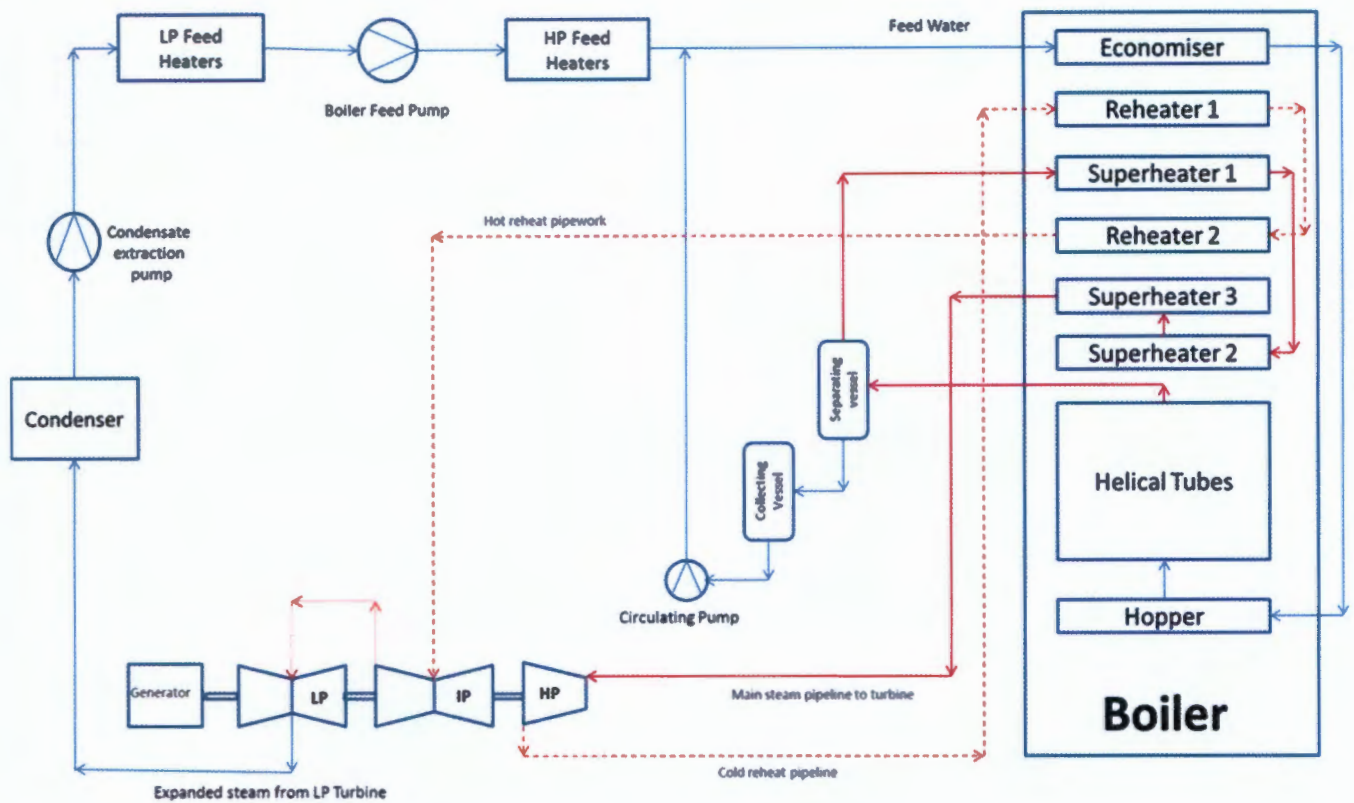 LP Feed
Heaters
Boiler Feed Pump
HP Feed
Heaters
Feed Water
Economiser
Reheater 1
Superheater 1
Hot reheat pipework
Reheater 2
Condensate
extraction
pump
Superheater 3
Superheater 2
Separating
vessel
Condenser
Collecting
Vessel
Helical Tubes
Circulating Pump
Hopper
Generator
LP
IP
HP
Main steam pipeline to turbine
Boiler
Cold reheat pipeline
Expanded steam from LP Turbine